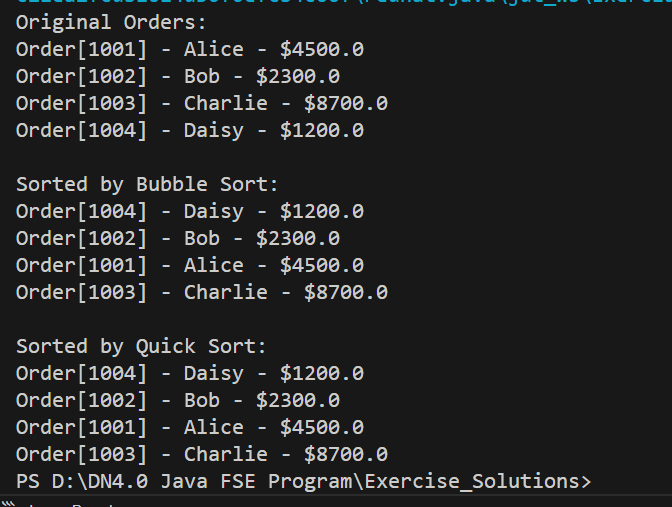 Original Orders:
Order[1001] - Alice - $4500.0
Order[1002] - Bob - $2300.0
Order[1003] - Charlie - $8700.0
Order[1004] - Daisy - $1200.0
Sorted by Bubble Sort:
Order[1004] - Daisy - $1200.0
Order[1002] - Bob - $2300.0
Order[1001] - Alice - $4500.0
Order[1003] - Charlie - $8700.0
Sorted by Quick Sort:
Order[1004] - Daisy - $1200.0
Order[1002] - Bob - $2300.0
Order[1001] - Alice - $4500.0
Order[1003] - Charlie - $8700.0
PS D:\DN4.0 Java FSE Program\Exercise_Solutions>